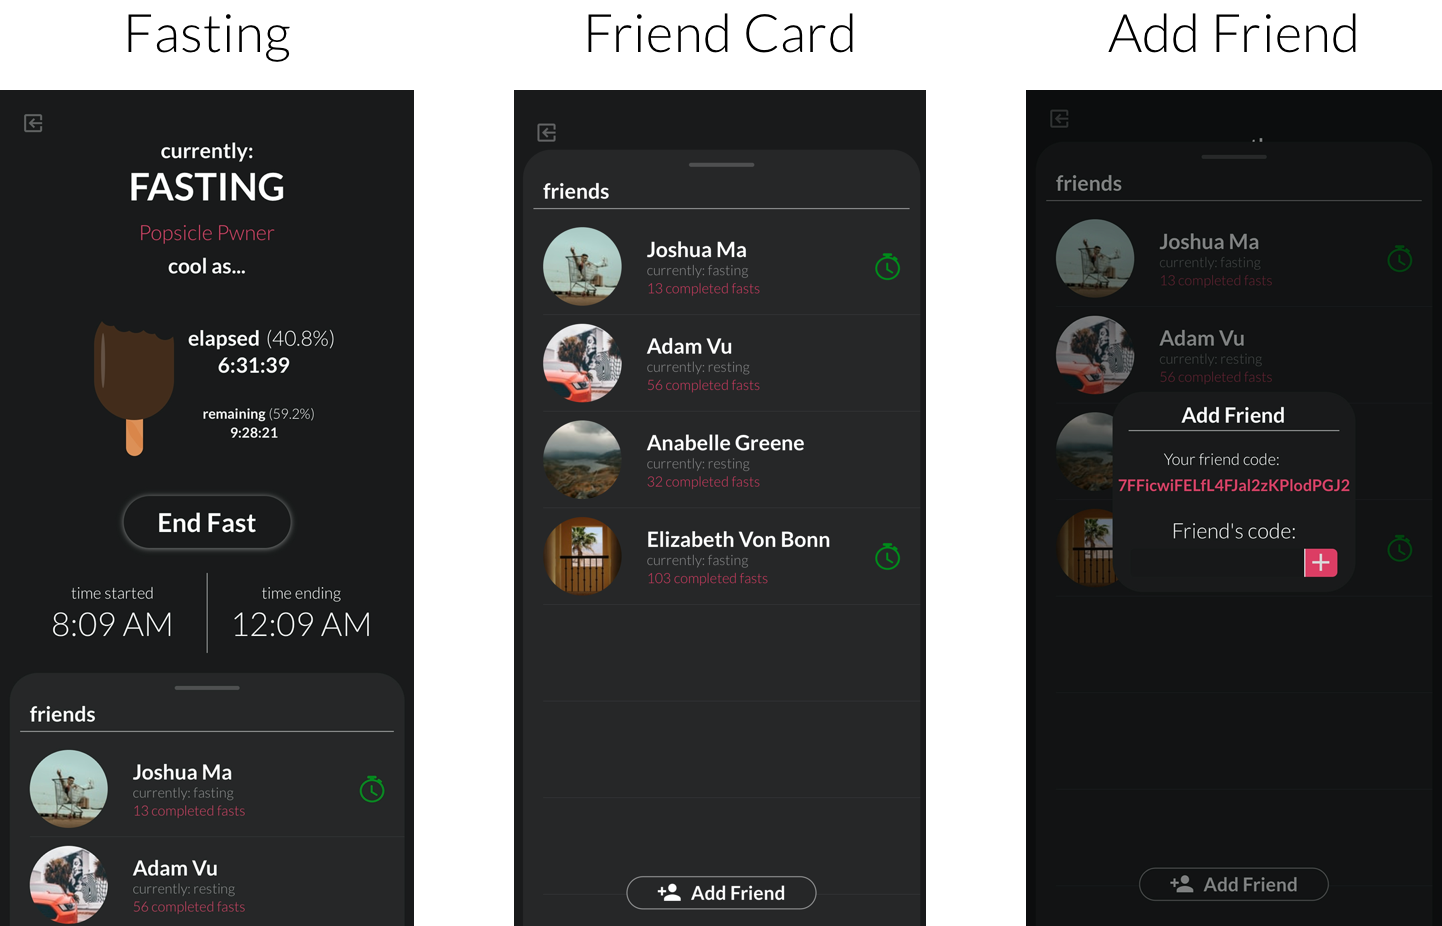 Fasting
currently:
FASTING
Popsicle Pwner
cool as...
elapsed (40.8%)
6:31:39
remaining (59.2%)
9:28:21
End Fast
time started
8:09 AM
time ending
12:09 AM
friends
Joshua Ma
currently: fasting
13 completed fasts
Adam Vu
currently: resting
56 completed fasts
Friend Card
friends
Joshua Ma
currently: fasting
13 completed fasts
Adam Vu
currently: resting
56 completed fasts
Anabelle Greene
currently: resting
32 completed fasts
Elizabeth Von Bonn
currently: fasting
103 completed fasts
Add Friend
Add Friend
friends
Joshua Ma
currently: fasting
13 completed fasts
Adam Vu
currently: resting
56 completed fasts
Add Friend
Your friend code:
7FFicwiFELfL4FJal2zKPlodPGJ2
Friend's code:
Add Friend